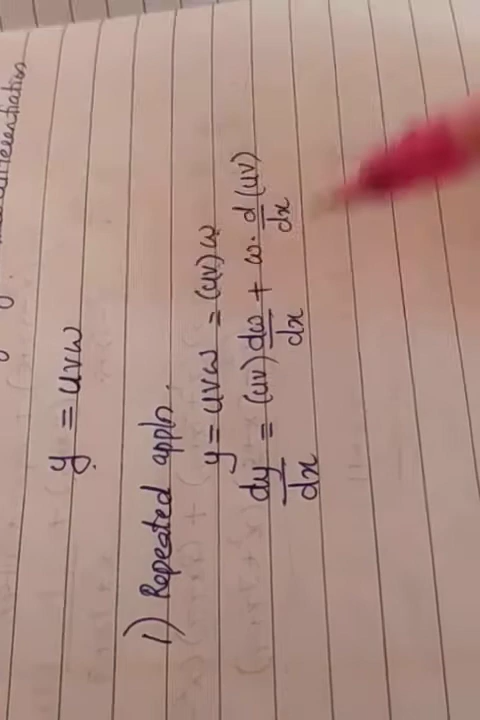 y = uvw
1) Repeated appln.
y = uvw = (uv) w
dy/dx = (uv) dw/dx + w. d/dx (uv)